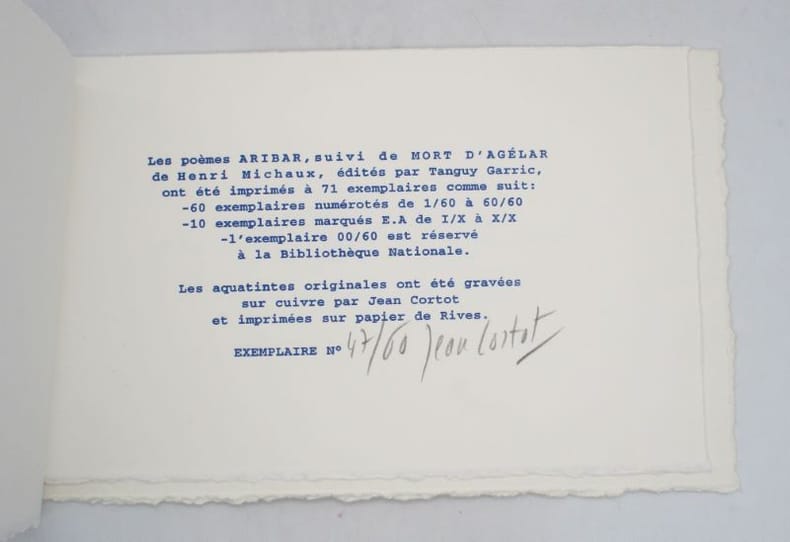 Les poèmes ARIBAR, suivi de MORT D'AGÉLAR
de Henri Michaux, édités par Tanguy Garric,
ont été imprimés à 71 exemplaires comme suit:
-60 exemplaires numérotés de 1/60 à 60/60
-10 exemplaires marqués E.A de I/X à X/X
-1'exemplaire 00/60 est réservé
à la Bibliothèque Nationale.
Les aquatintes originales ont été gravées
sur cuivre par Jean Cortot
et imprimées sur papier de Rives.
EXEMPLAIRE N° 47/60 Jean Cortot